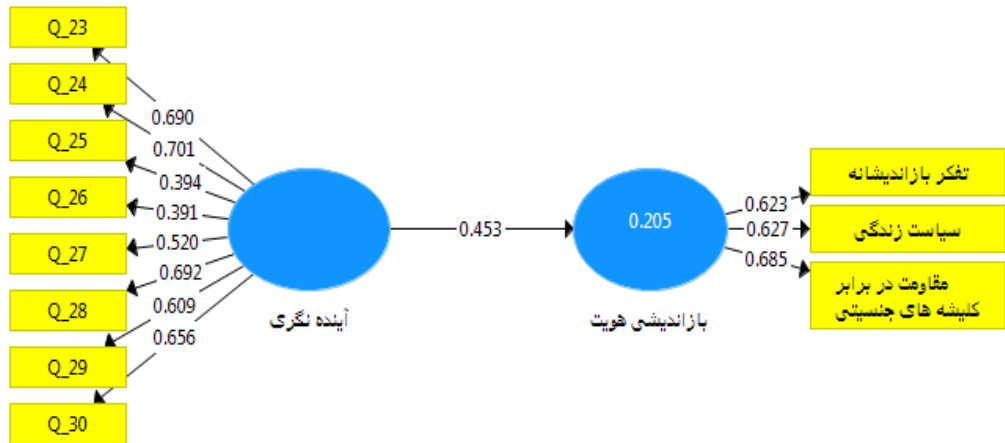 Q_23
Q_24
Q_25
Q_26
Q_27
Q_28
Q_29
Q_30
0.690
0.701
0.394
0.391
0.520
0.692
0.609
0.656
آینده نگری
0.453
0.205
بازاندیشی هویت
0.623
0.627
0.685
تفکر بازاندیشانه
سیاست زندگی
مقاومت در برابر
کلیشه های جنسیتی